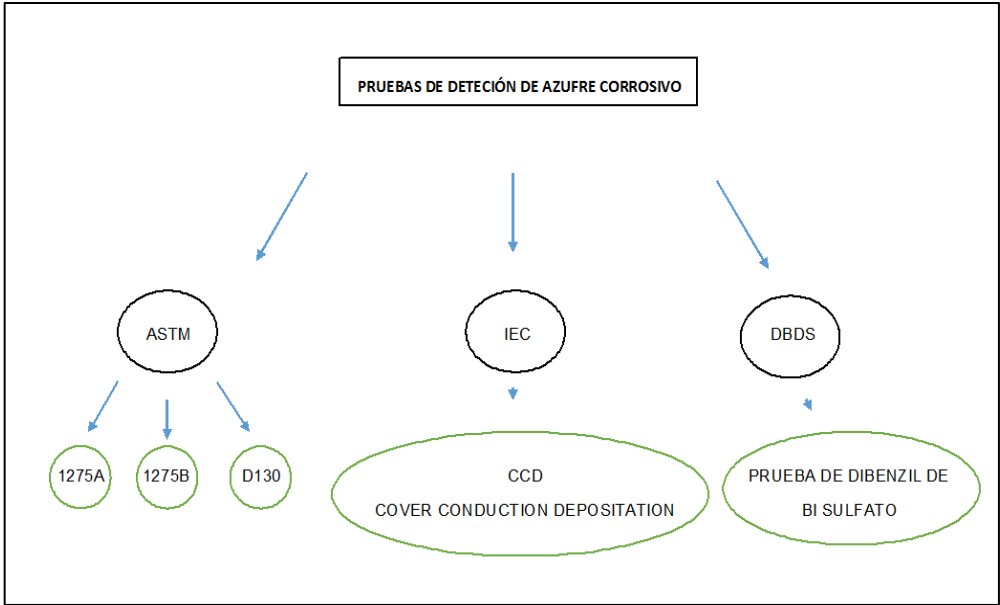 PRUEBAS DE DETECIÓN DE AZUFRE CORROSIVO
ASTM
IEC
DBDS
1275A
1275B
D130
CCD
COVER CONDUCTION DEPOSITATION
PRUEBA DE DIBENZIL DE
BI SULFATO